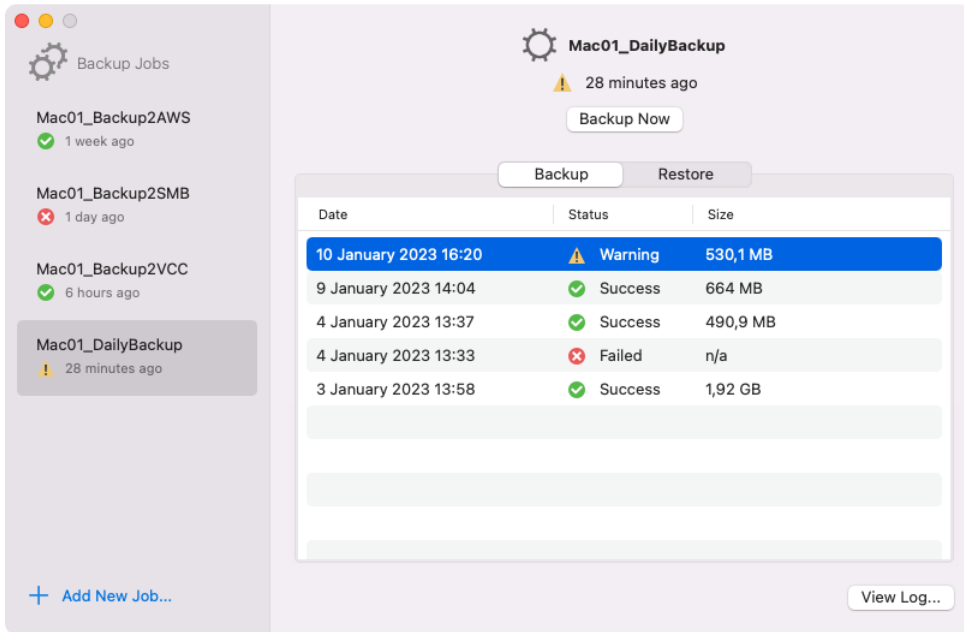 Backup Jobs
Mac01_Backup2AWS
1 week ago
Mac01_Backup2SMB
1 day ago
Mac01_Backup2VCC
6 hours ago
Mac01_DailyBackup
28 minutes ago
Add New Job...
Mac01_DailyBackup
28 minutes ago
Backup Now
Backup Restore
Date Status Size
10 January 2023 16:20 Warning 530,1 MB
9 January 2023 14:04 Success 664 MB
4 January 2023 13:37 Success 490,9 MB
4 January 2023 13:33 Failed n/a
3 January 2023 13:58 Success 1,92 GB
View Log...